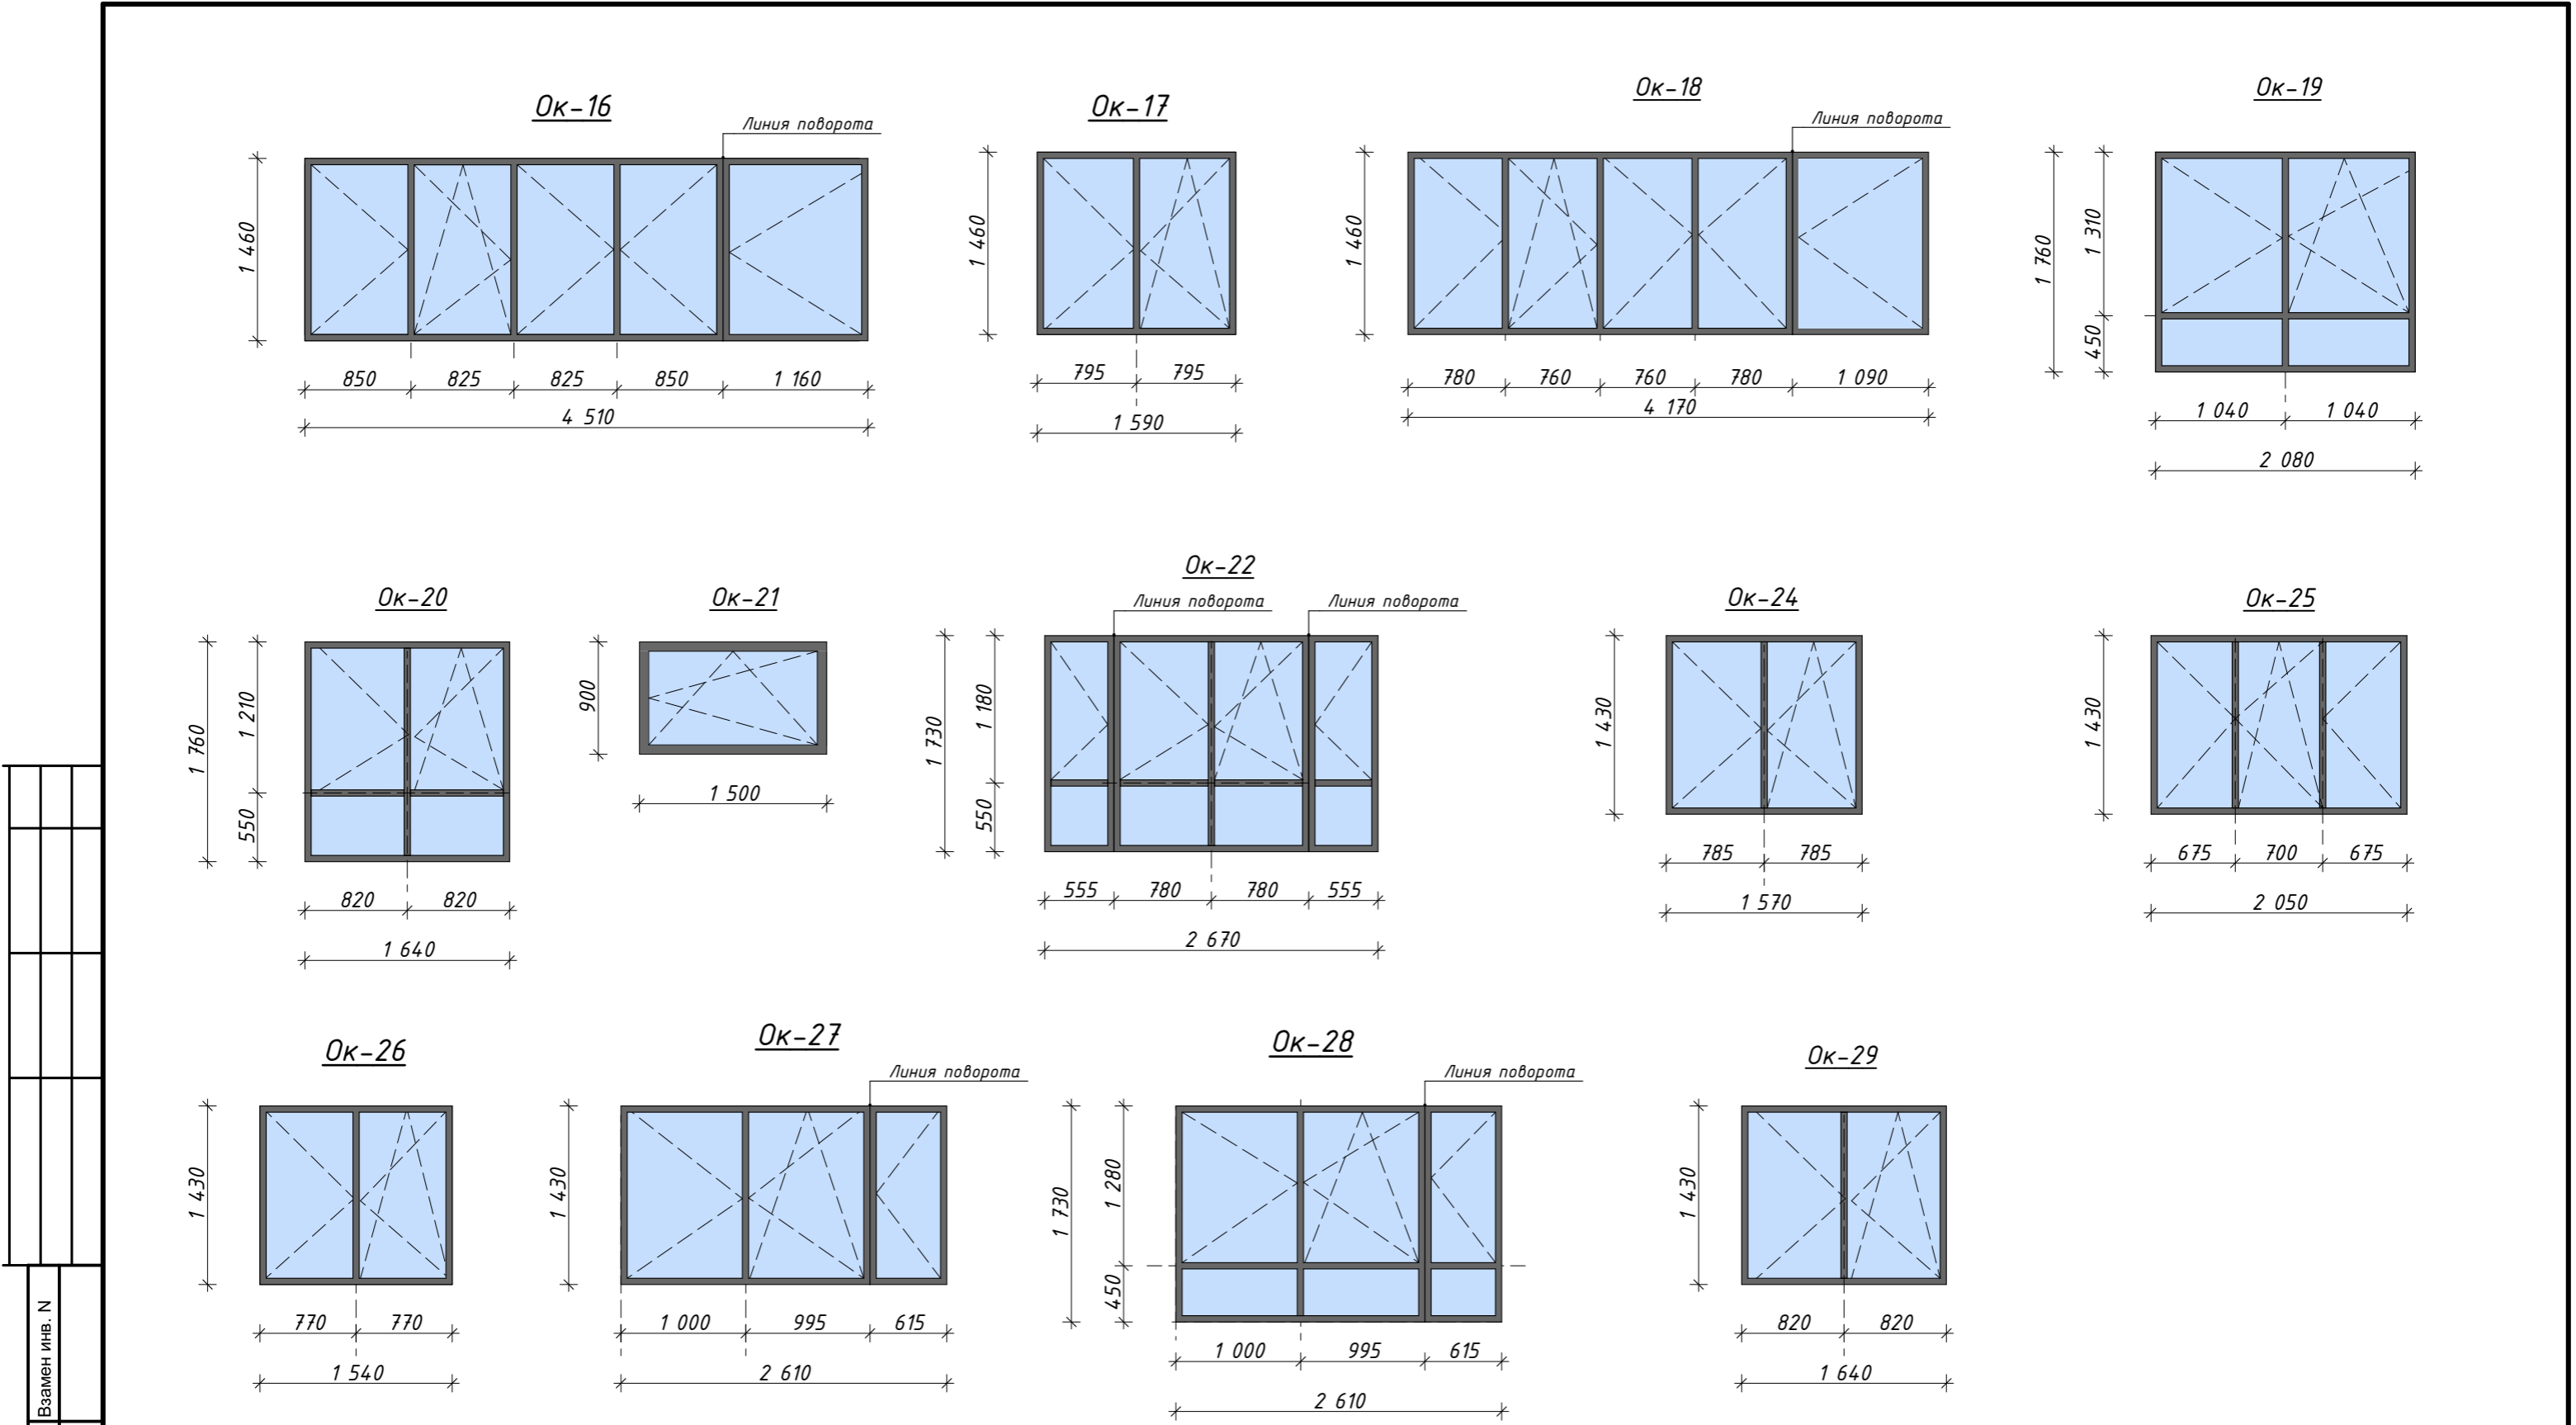 Ок-16
Линия поворота
1 460
850 825 825 850 1 160
4 510
Ок-17
1 460
795 795
1 590
Ок-18
Линия поворота
1 460
780 760 760 780 1 090
4 170
Ок-19
1 760
1 310
450
1 040 1 040
2 080
Ок-20
1 760
1 210
550
820 820
1 640
Ок-21
900
1 500
Ок-22
Линия поворота Линия поворота
1 730
1 180
550
555 780 780 555
2 670
Ок-24
1 430
785 785
1 570
Ок-25
1 430
675 700 675
2 050
Ок-26
1 430
770 770
1 540
Ок-27
Линия поворота
1 430
1 000 995 615
2 610
Ок-28
Линия поворота
1 730
1 280
450
1 000 995 615
2 610
Ок-29
1 430
820 820
1 640
Взамен инв. N